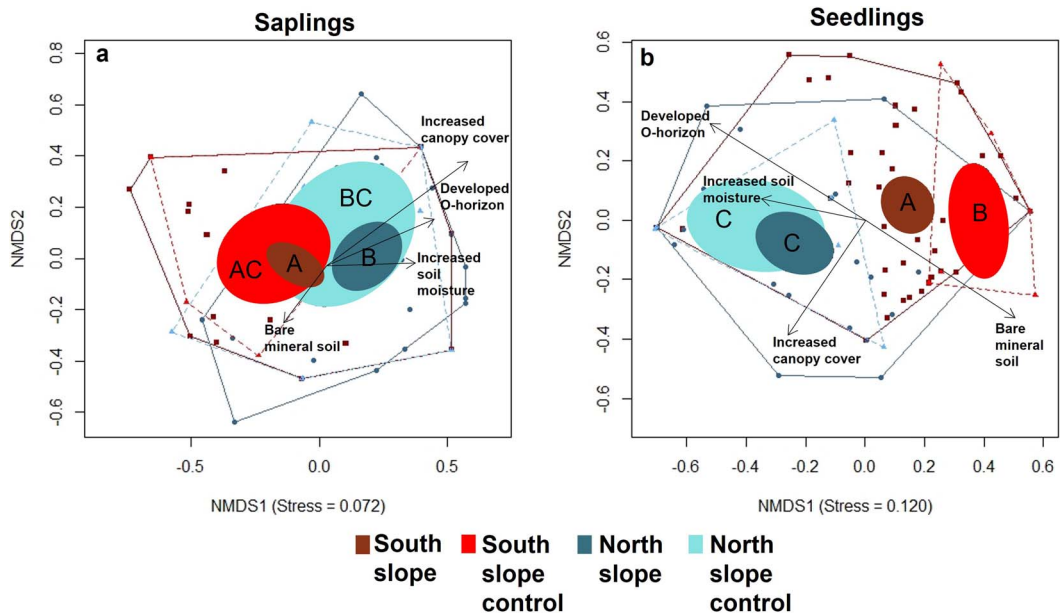 Saplings
a
0.8
0.6
0.4
0.2
0.0
-0.2
-0.4
-0.6
NMDS2
-0.5
0.0
0.5
NMDS1 (Stress = 0.072)
Increased
canopy cover
Developed
O-horizon
Increased
soil
moisture
Bare
mineral soil
BC
B
AC
A
Seedlings
b
0.6
0.4
0.2
0.0
-0.2
-0.4
-0.6
NMDS2
-0.6
-0.4
-0.2
0.0
0.2
0.4
0.6
NMDS1 (Stress = 0.120)
Developed
O-horizon
Increased soil
moisture
Increased
canopy cover
Bare
mineral
soil
C
C
A
B
South
slope
South
slope
control
North
slope
North
slope
control